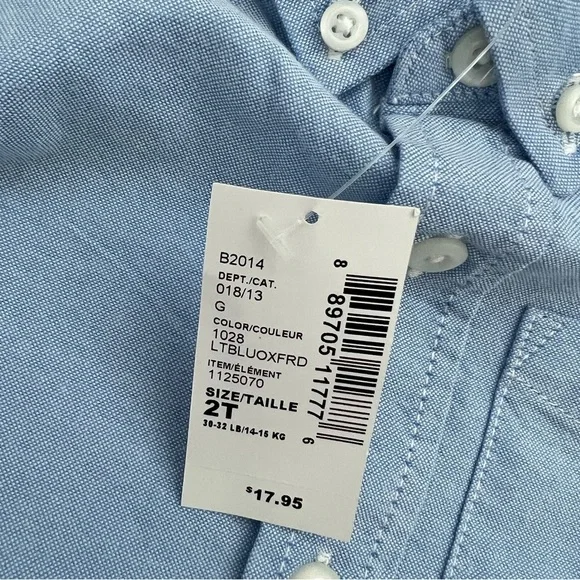 B2014
DEPT./CAT.
018/13
G
COLOR/COULEUR
1028
LTBLUOXFRD
ITEM/ÉLÉMENT
1125070
SIZE/TAILLE
2T
30-32 LB/14-15 KG
$17.95
8 89705 11777 6